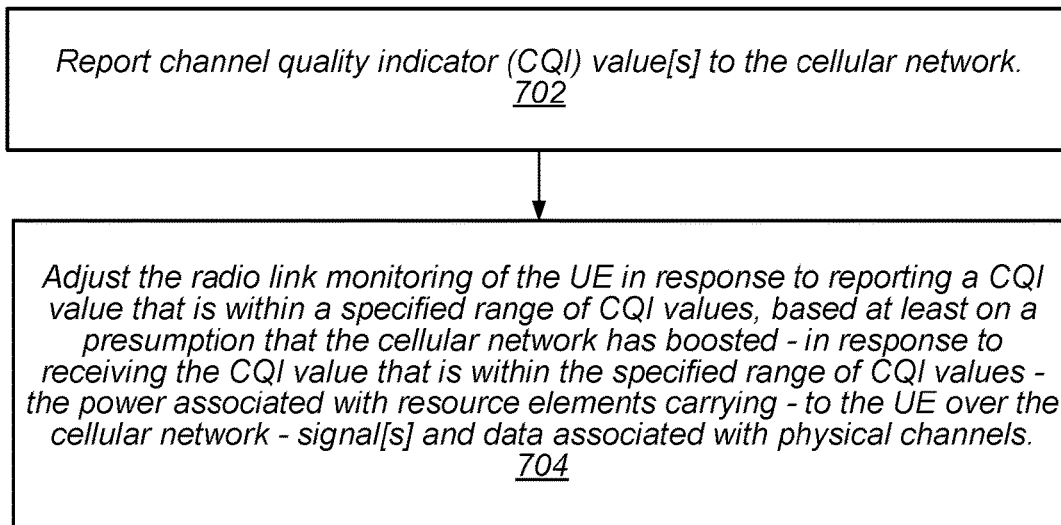 Report channel quality indicator (CQI) value[s] to the cellular network.
702
Adjust the radio link monitoring of the UE in response to reporting a CQI
value that is within a specified range of CQI values, based at least on a
presumption that the cellular network has boosted - in response to
receiving the CQI value that is within the specified range of CQI values -
the power associated with resource elements carrying - to the UE over the
cellular network - signal[s] and data associated with physical channels.
704